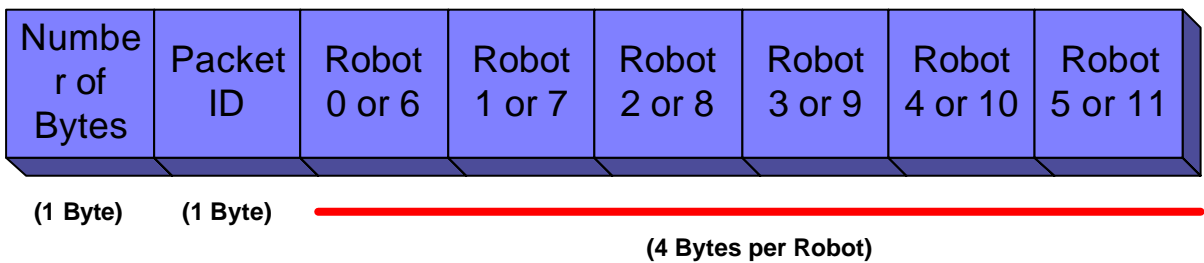 Numbe
r of
Bytes
Packet
ID
Robot
0 or 6
Robot
1 or 7
Robot
2 or 8
Robot
3 or 9
Robot
4 or 10
Robot
5 or 11
(1 Byte)
(1 Byte)
(4 Bytes per Robot)